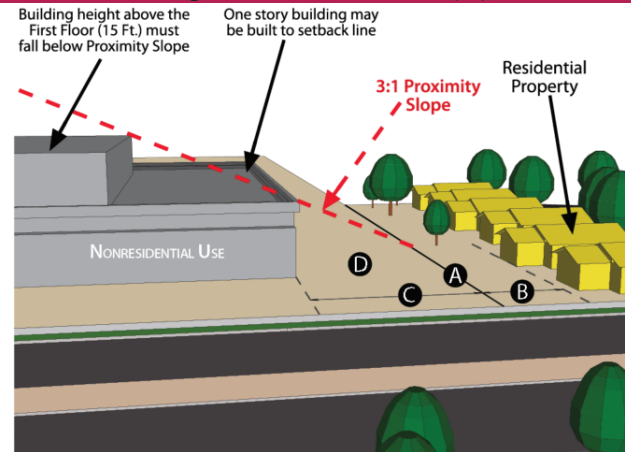 Building height above the
First Floor (15 Ft.) must
fall below Proximity Slope
One story building may
be built to setback line
3:1 Proximity
Slope
Residential
Property
NONRESIDENTIAL USE
D
A
C
B